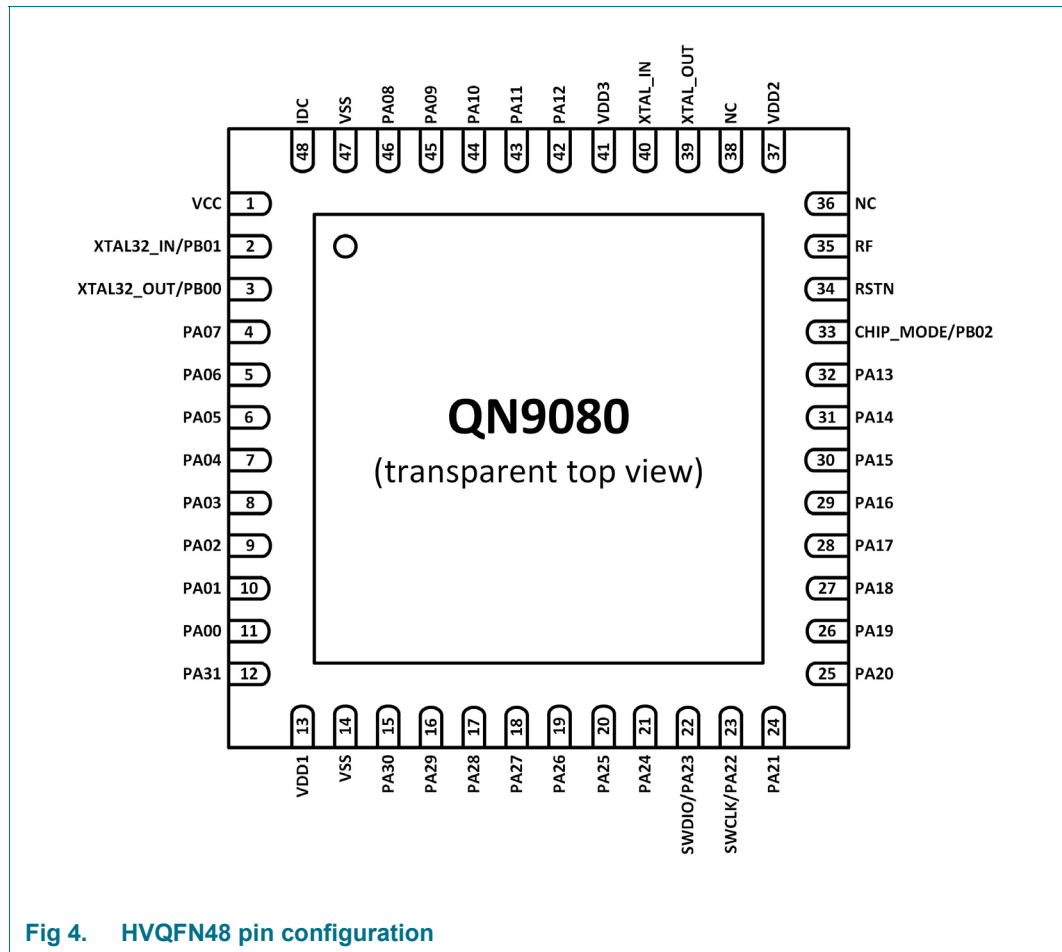 IDC
VSS
PA08
PA09
PA10
PA11
PA12
VDD3
XTAL_IN
XTAL_OUT
NC
VDD2
48
47
46
45
44
43
42
41
40
39
38
37
VCC 1
XTAL32_IN/PB01 2
XTAL32_OUT/PB00 3
PA07 4
PA06 5
PA05 6
PA04 7
PA03 8
PA02 9
PA01 10
PA00 11
PA31 12
QN9080
(transparent top view)
36 NC
35 RF
34 RSTN
33 CHIP_MODE/PB02
32 PA13
31 PA14
30 PA15
29 PA16
28 PA17
27 PA18
26 PA19
25 PA20
13
14
15
16
17
18
19
20
21
22
23
24
VDD1
VSS
PA30
PA29
PA28
PA27
PA26
PA25
PA24
SWDIO/PA23
SWCLK/PA22
PA21
Fig 4. HVQFN48 pin configuration